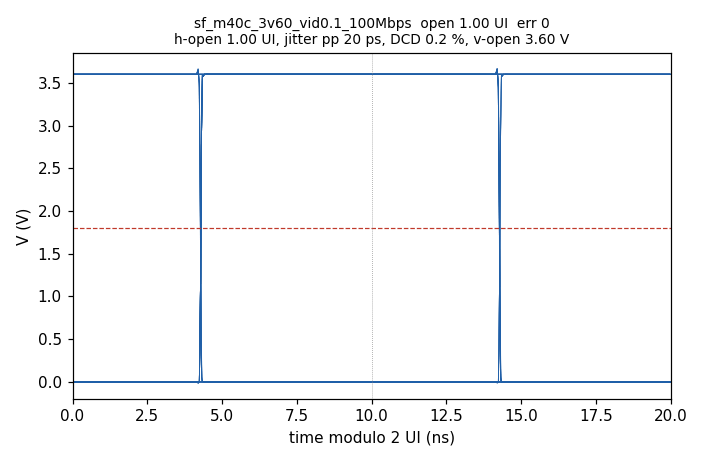 sf_m40c_3v60_vid0.1_100Mbps  open 1.00 UI  err 0
h-open 1.00 UI, jitter pp 20 ps, DCD 0.2 %, v-open 3.60 V
V (V)
3.5
3.0
2.5
2.0
1.5
1.0
0.5
0.0
0.0 2.5 5.0 7.5 10.0 12.5 15.0 17.5 20.0
time modulo 2 UI (ns)